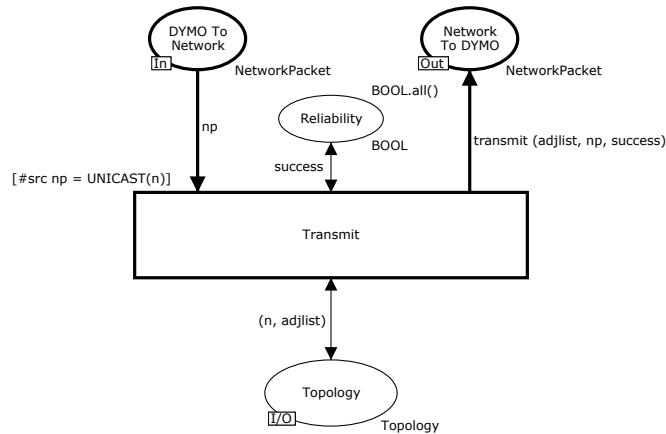 DYMO To
Network
In
NetworkPacket
Network
To DYMO
Out
NetworkPacket
BOOL.all()
Reliability
BOOL
np
success
transmit (adjlist, np, success)
[#src np = UNICAST(n)]
Transmit
(n, adjlist)
Topology
I/O
Topology